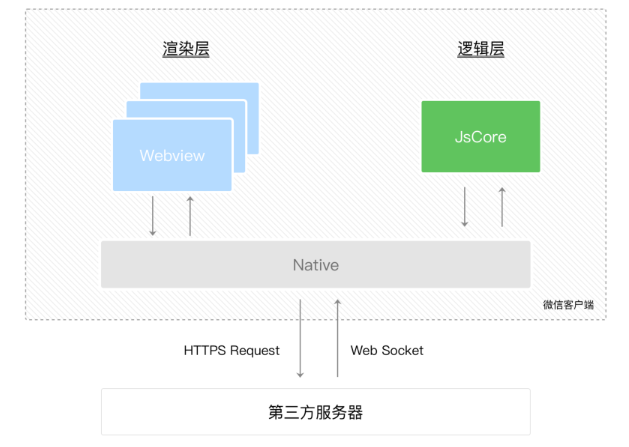 渲染层
逻辑层
Webview
JsCore
Native
微信客户端
HTTPS Request
Web Socket
第三方服务器